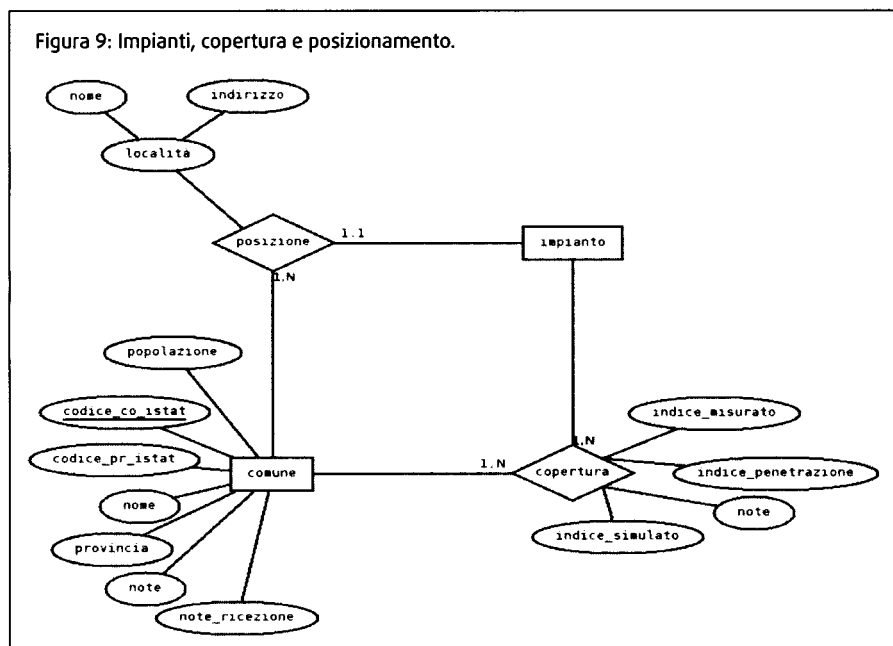 Figura 9: Impianti, copertura e posizionamento.
nome
indirizzo
località
posizione
1.1
impianto
1,N
popolazione
codice_co_istat
codice_pr_istat
comune
nome
provincia
note
note_ricezione
1.N
1,N
copertura
indice_misurato
indice_penetrazione
note
indice_simulato